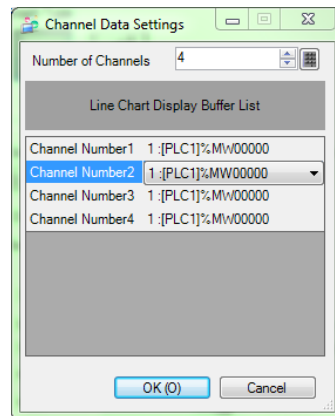 Channel Data Settings
Number of Channels 4
Line Chart Display Buffer List
Channel Number1 1 :[PLC1]%MW00000
Channel Number2 1 :[PLC1]%MW00000
Channel Number3 1 :[PLC1]%MW00000
Channel Number4 1 :[PLC1]%MW00000
OK (O) Cancel